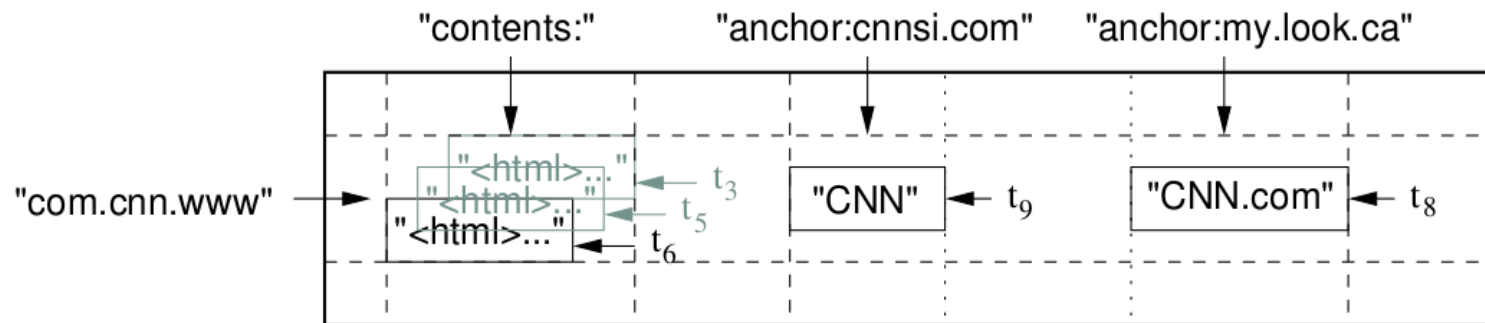 "contents:" "anchor:cnnsi.com" "anchor:my.look.ca"
"<html>..." t3
"com.cnn.www" "<html>..." t5 "CNN" t9 "CNN.com" t8
"<html>..." t6